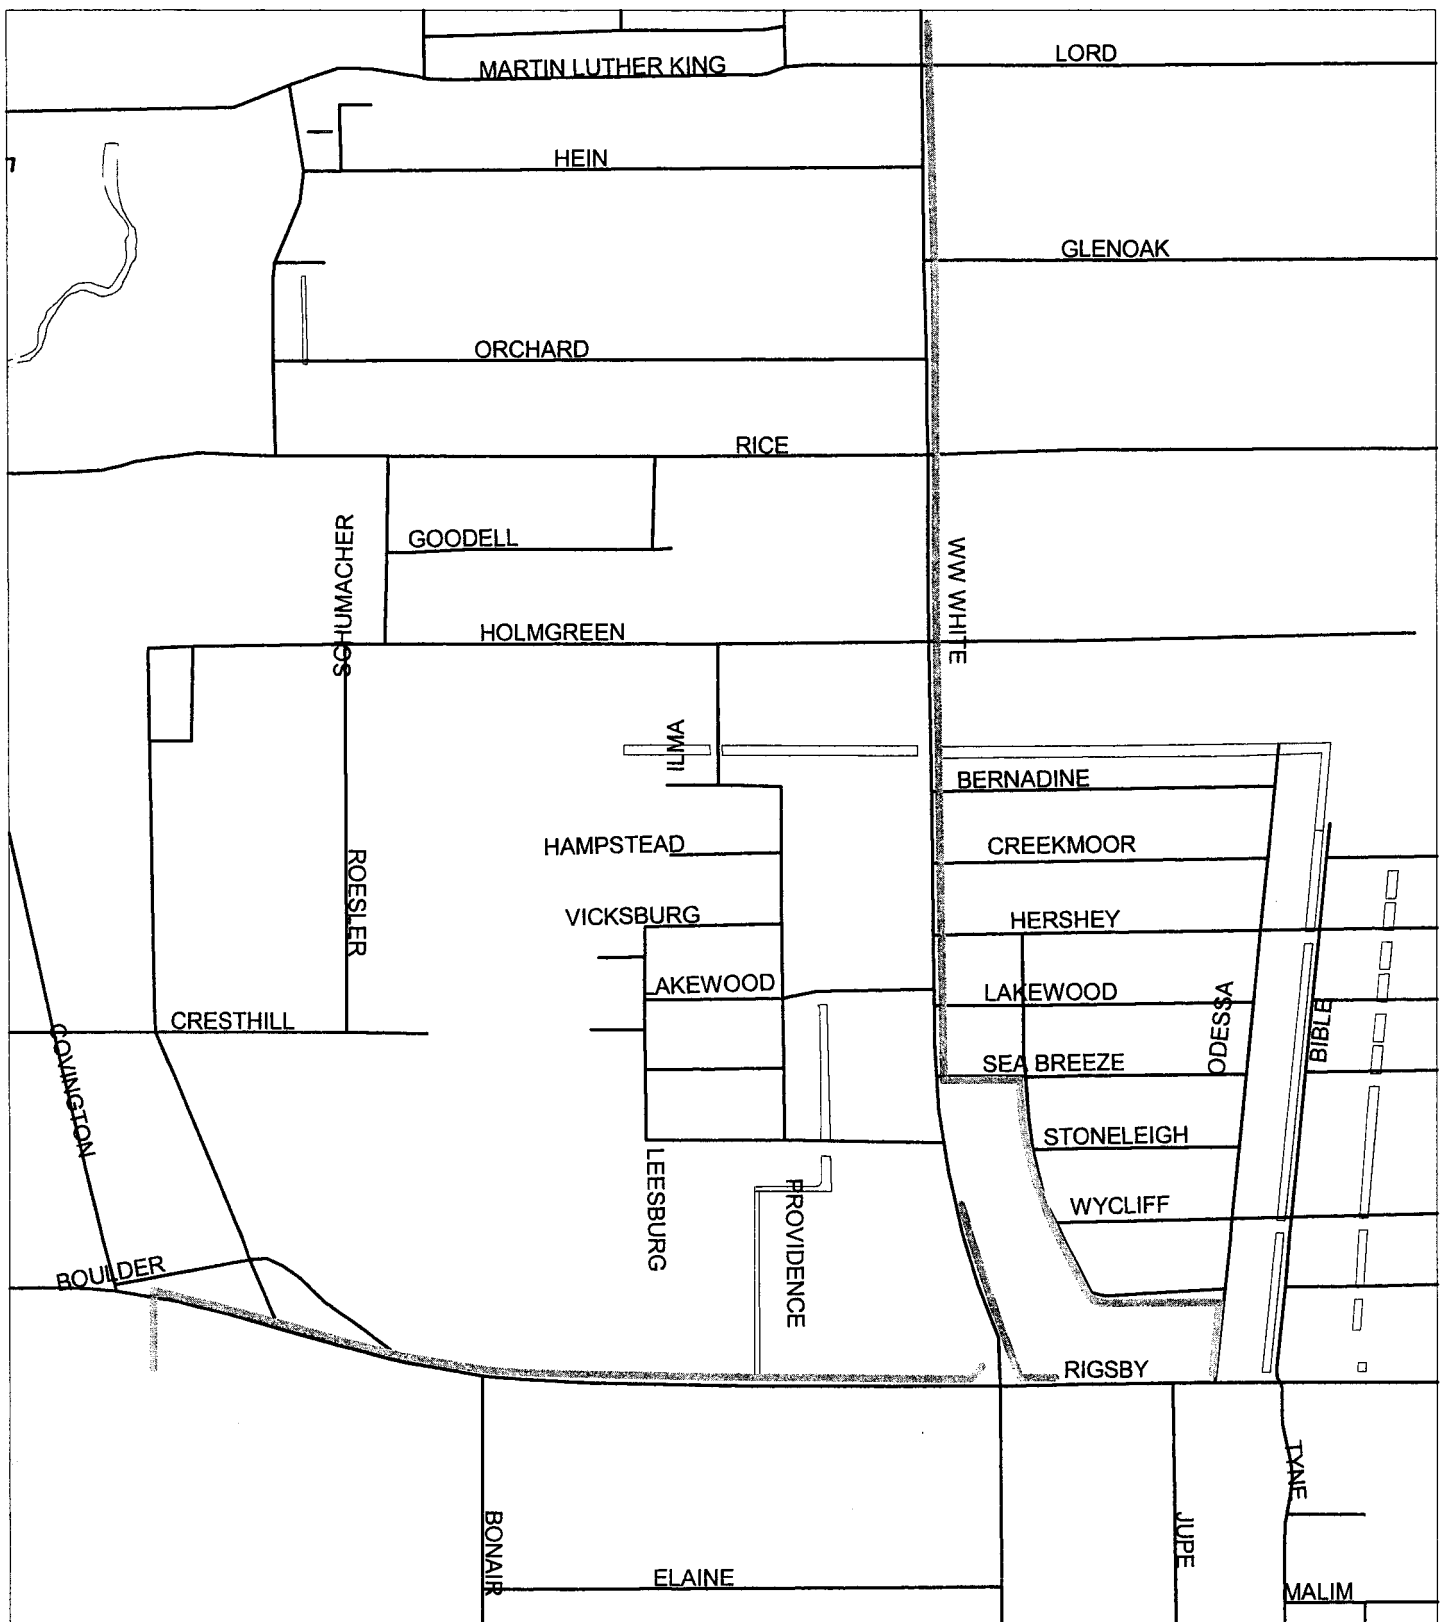 LORD
MARTIN LUTHER KING
HEIN
GLENOAK
ORCHARD
RICE
SCHUMACHER
GOODELL
WW WHITE
HOLMGREEN
ILIMA
BERNADINE
HAMPSTEAD
CREEKMOOR
ROESLER
VICKSBURG
HERSHEY
LAKEWOOD
LAKEWOOD
ODESSA
BIBLE
CRESTHILL
COVINGTON
SEA BREEZE
STONELEIGH
LEESBURG
PROVIDENCE
WYCLIFF
BOULDER
RIGSBY
TYNE
BONAIR
JUPE
ELAINE
MALIM